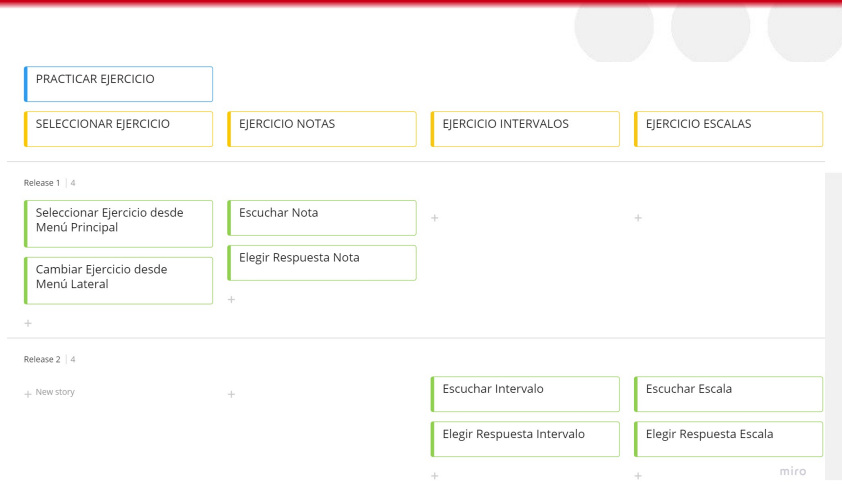 PRACTICAR EJERCICIO
SELECCIONAR EJERCICIO
EJERCICIO NOTAS
EJERCICIO INTERVALOS
EJERCICIO ESCALAS
Release 1 | 4
Seleccionar Ejercicio desde
Menú Principal
Escuchar Nota
+
+
Elegir Respuesta Nota
Cambiar Ejercicio desde
Menú Lateral
+
+
Release 2 | 4
+ New story
+
Escuchar Intervalo
Escuchar Escala
Elegir Respuesta Intervalo
Elegir Respuesta Escala
+
+
miro